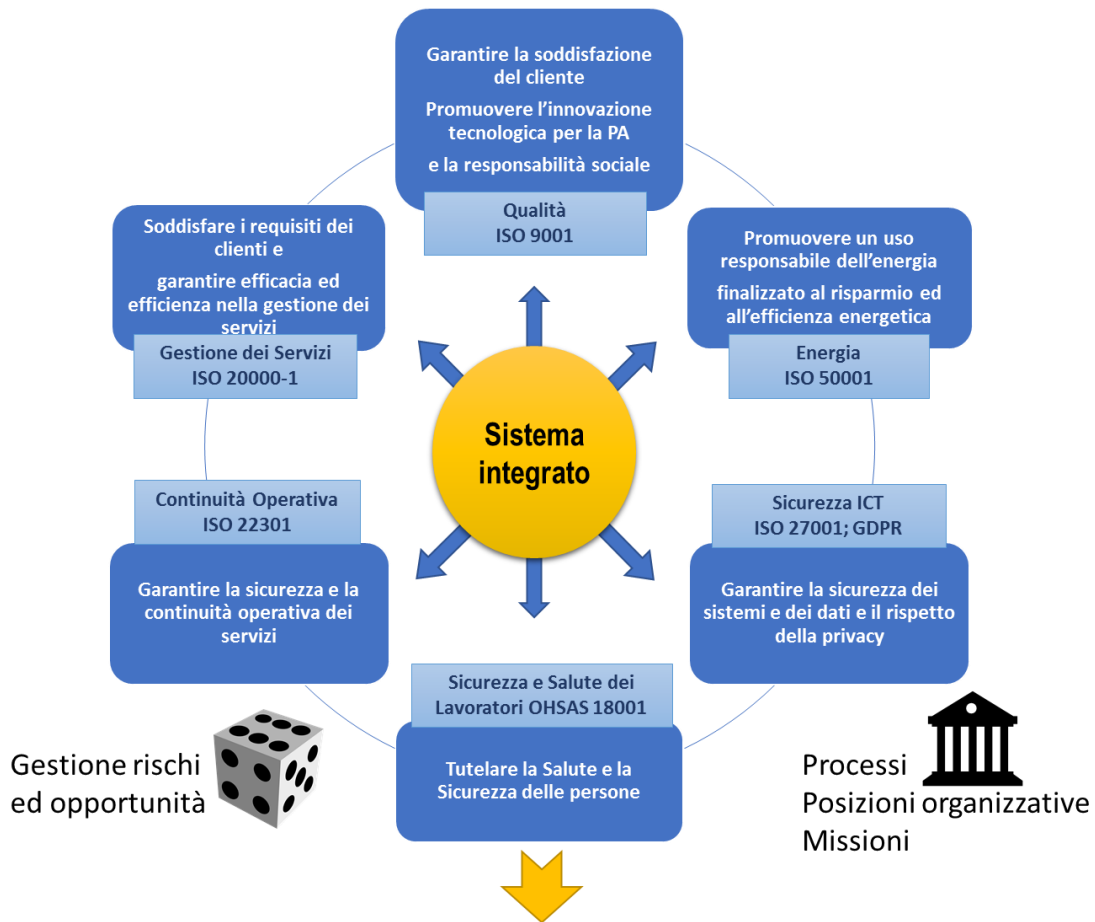 Garantire la soddisfazione
del cliente
Promuovere l'innovazione
tecnologica per la PA
e la responsabilità sociale
Qualità
ISO 9001
Soddisfare i requisiti dei
clienti e
garantire efficacia ed
efficienza nella gestione dei
servizi
Gestione dei Servizi
ISO 20000-1
Promuovere un uso
responsabile dell'energia
finalizzato al risparmio ed
all'efficienza energetica
Energia
ISO 50001
Sistema
integrato
Continuità Operativa
ISO 22301
Garantire la sicurezza e la
continuità operativa dei
servizi
Sicurezza ICT
ISO 27001; GDPR
Garantire la sicurezza dei
sistemi e dei dati e il rispetto
della privacy
Sicurezza e Salute dei
Lavoratori OHSAS 18001
Tutelare la Salute e la
Sicurezza delle persone
Gestione rischi
ed opportunità
Processi
Posizioni organizzative
Missioni